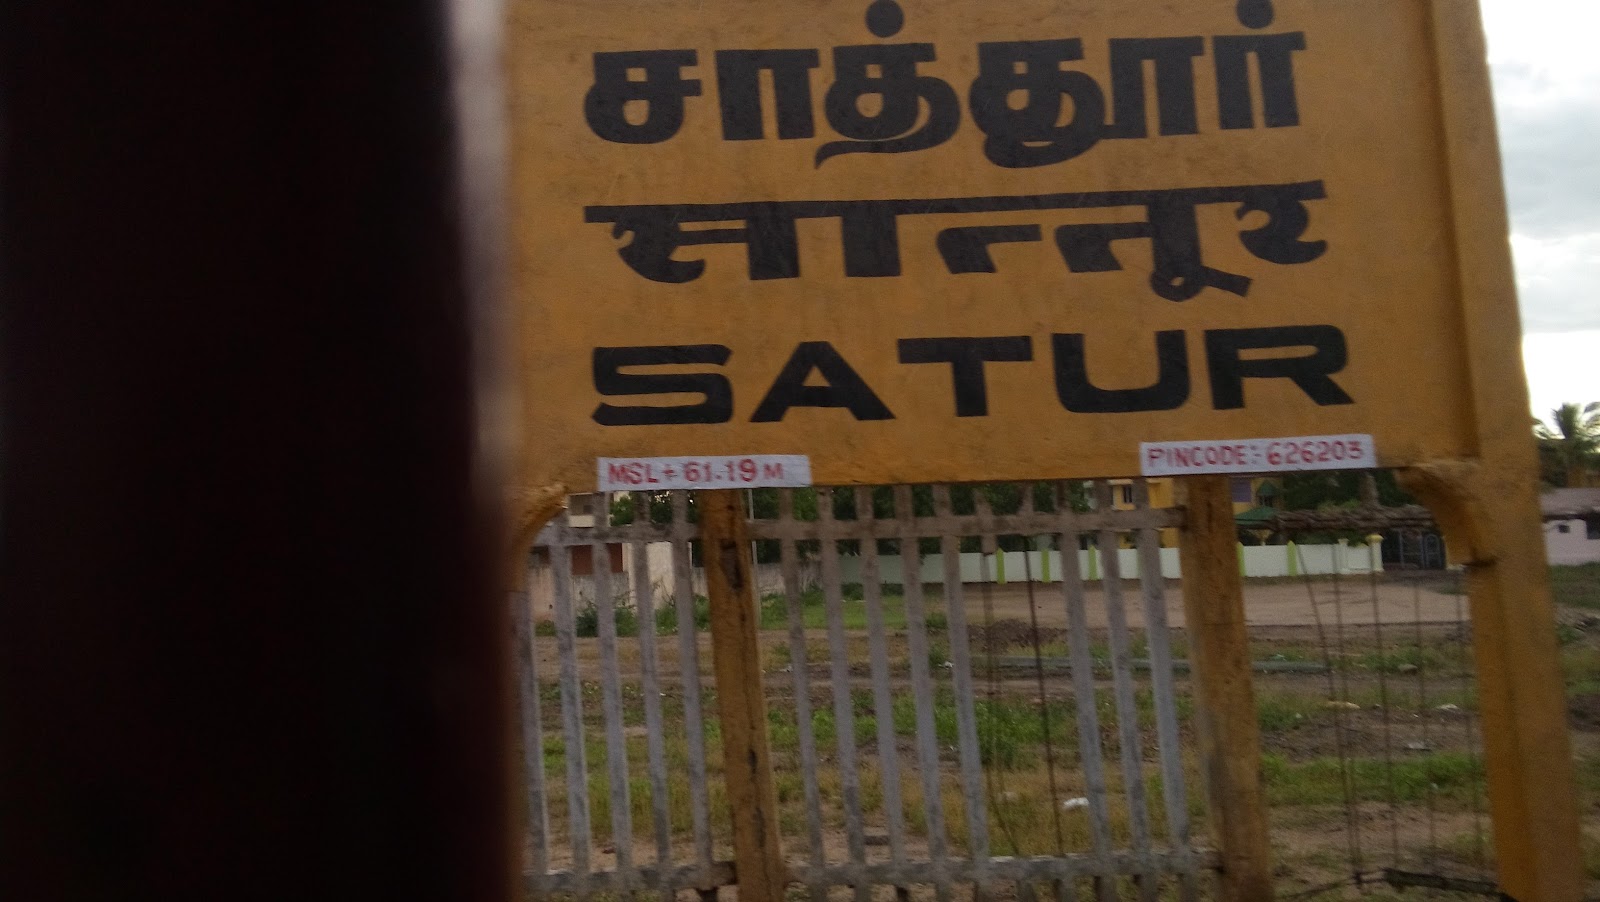 சாத்தூர்
सात्तूर
SATUR
MSL + 61.19 M
PINCODE:- 626203